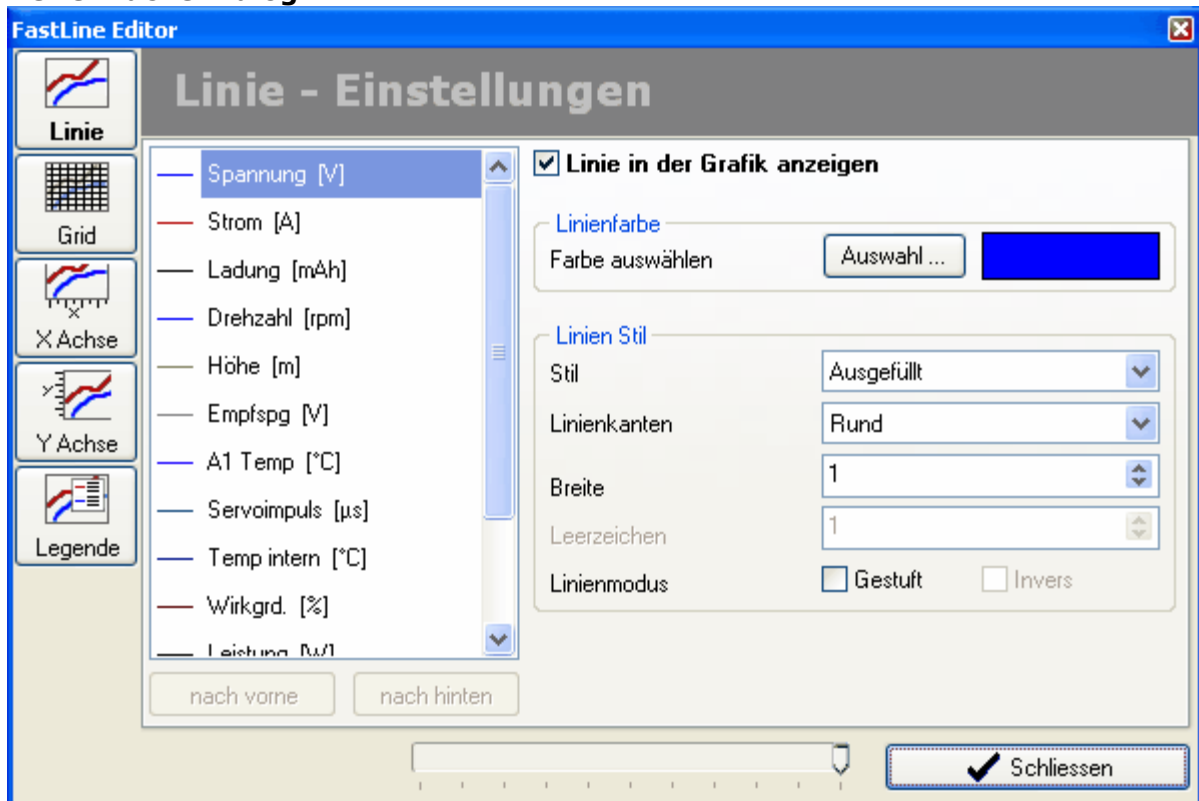 FastLine Editor
Linie - Einstellungen
Linie
Grid
X
X Achse
Y
Y Achse
Legende
Spannung [V]
Strom [A]
Ladung [mAh]
Drehzahl [rpm]
Höhe [m]
Empfspg [V]
A1 Temp [°C]
Servoimpuls [µs]
Temp intern [°C]
Wirkgrd. [%]
Leistung [W]
nach vorne
nach hinten
Linie in der Grafik anzeigen
Linienfarbe
Farbe auswählen Auswahl ...
Linien Stil
Stil Ausgefüllt
Linienkanten Rund
Breite 1
Leerzeichen 1
Linienmodus Gestuft Invers
Schliessen